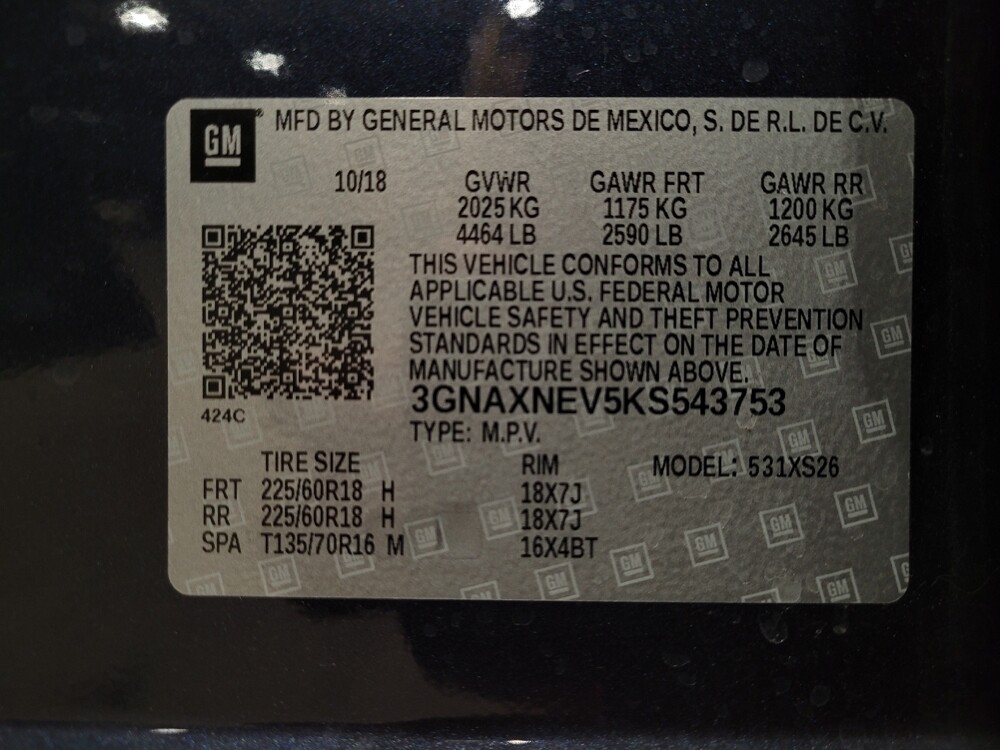 GM® MFD BY GENERAL MOTORS DE MEXICO, S. DE R.L. DE C.V.
10/18 GVWR GAWR FRT GAWR RR
2025 KG 1175 KG 1200 KG
4464 LB 2590 LB 2645 LB
THIS VEHICLE CONFORMS TO ALL
APPLICABLE U.S. FEDERAL MOTOR
VEHICLE SAFETY AND THEFT PREVENTION
STANDARDS IN EFFECT ON THE DATE OF
MANUFACTURE SHOWN ABOVE.
424C 3GNAXNEV5KS543753
TYPE: M.P.V.
TIRE SIZE RIM MODEL: 531XS26
FRT 225/60R18 H 18X7J
RR 225/60R18 H 18X7J
SPA T135/70R16 M 16X4BT